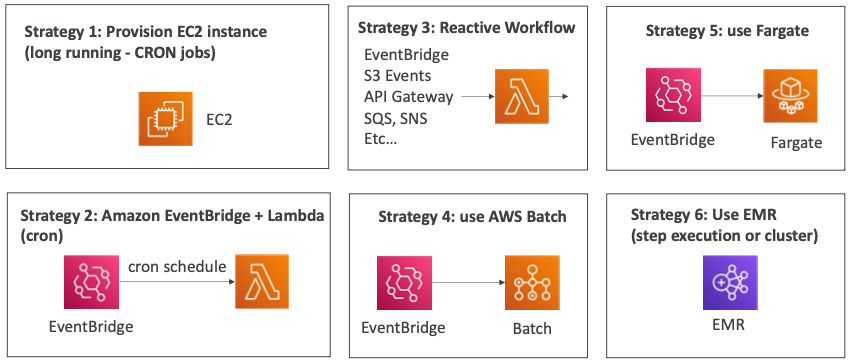 Strategy 1: Provision EC2 instance
(long running - CRON jobs)
EC2
Strategy 2: Amazon EventBridge + Lambda
(cron)
cron schedule
EventBridge
Strategy 3: Reactive Workflow
EventBridge
S3 Events
API Gateway
SQS, SNS
Etc...
Strategy 4: use AWS Batch
EventBridge
Batch
Strategy 5: use Fargate
EventBridge
Fargate
Strategy 6: Use EMR
(step execution or cluster)
EMR